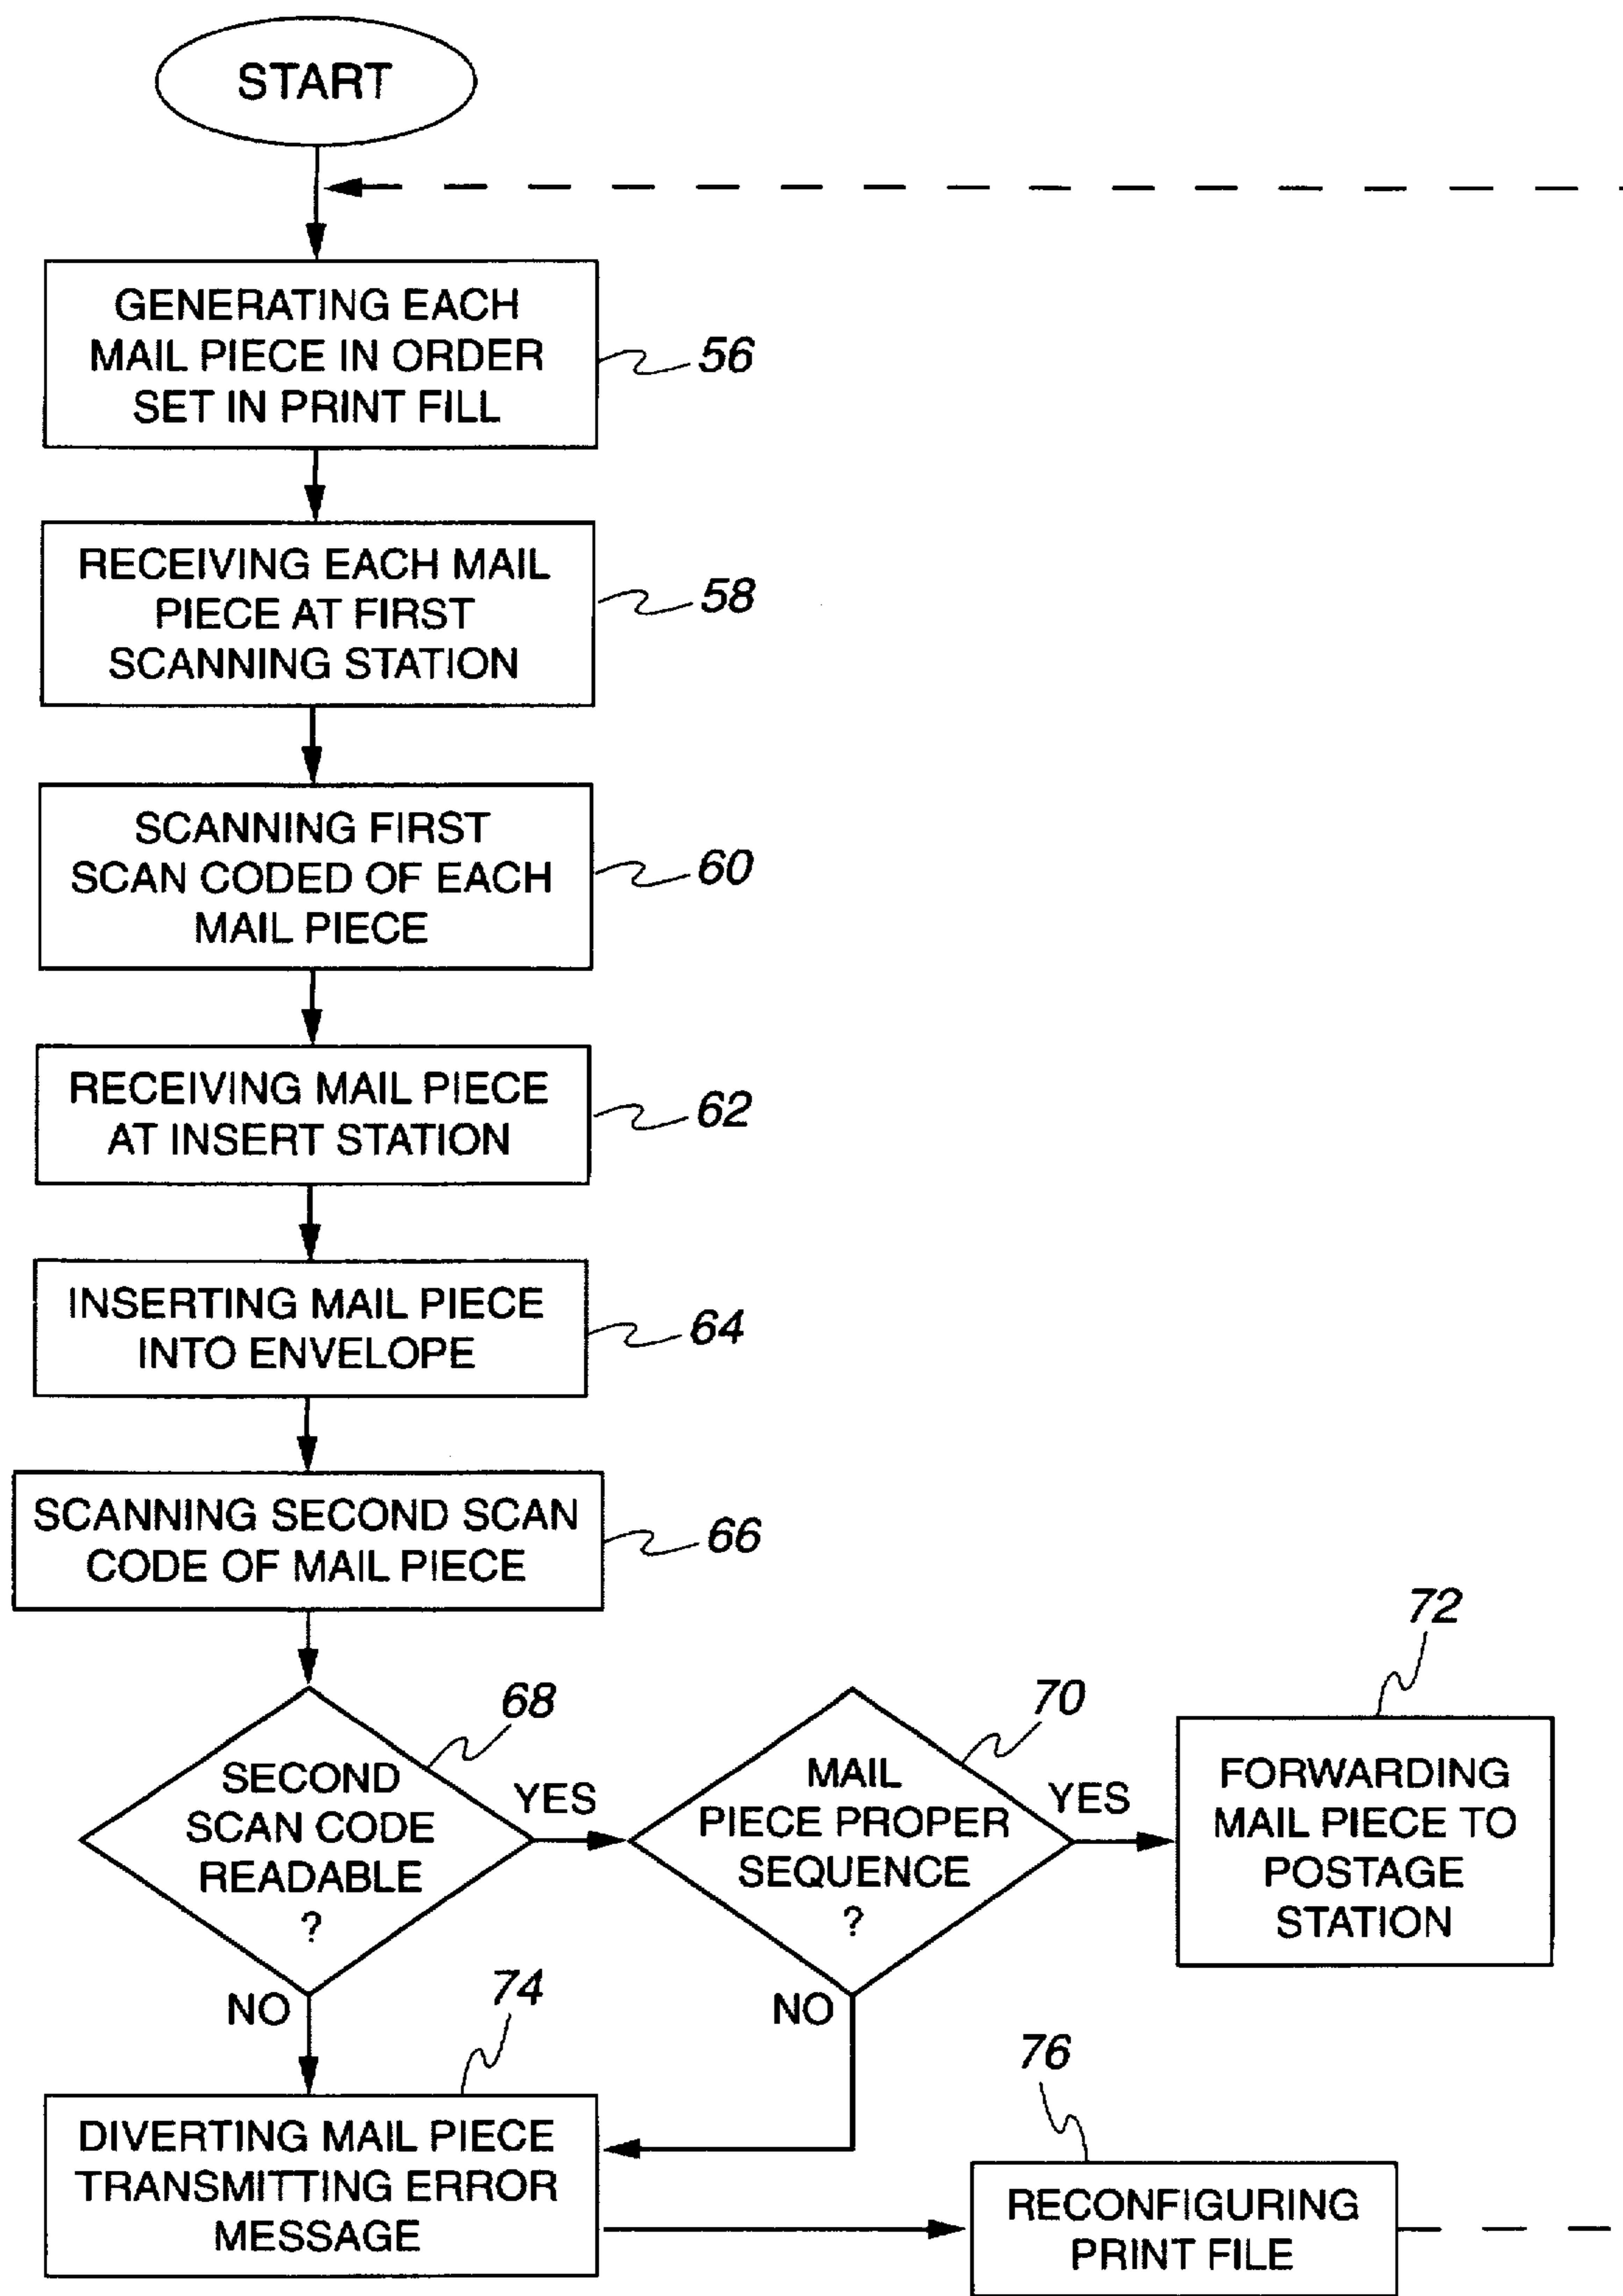 START
GENERATING EACH
MAIL PIECE IN ORDER
SET IN PRINT FILL
56
RECEIVING EACH MAIL
PIECE AT FIRST
SCANNING STATION
58
SCANNING FIRST
SCAN CODED OF EACH
MAIL PIECE
60
RECEIVING MAIL PIECE
AT INSERT STATION
62
INSERTING MAIL PIECE
INTO ENVELOPE
64
SCANNING SECOND SCAN
CODE OF MAIL PIECE
66
SECOND
SCAN CODE
READABLE
?
68
YES
NO
MAIL
PIECE PROPER
SEQUENCE
?
70
YES
NO
72
FORWARDING
MAIL PIECE TO
POSTAGE
STATION
74
DIVERTING MAIL PIECE
TRANSMITTING ERROR
MESSAGE
76
RECONFIGURING
PRINT FILE